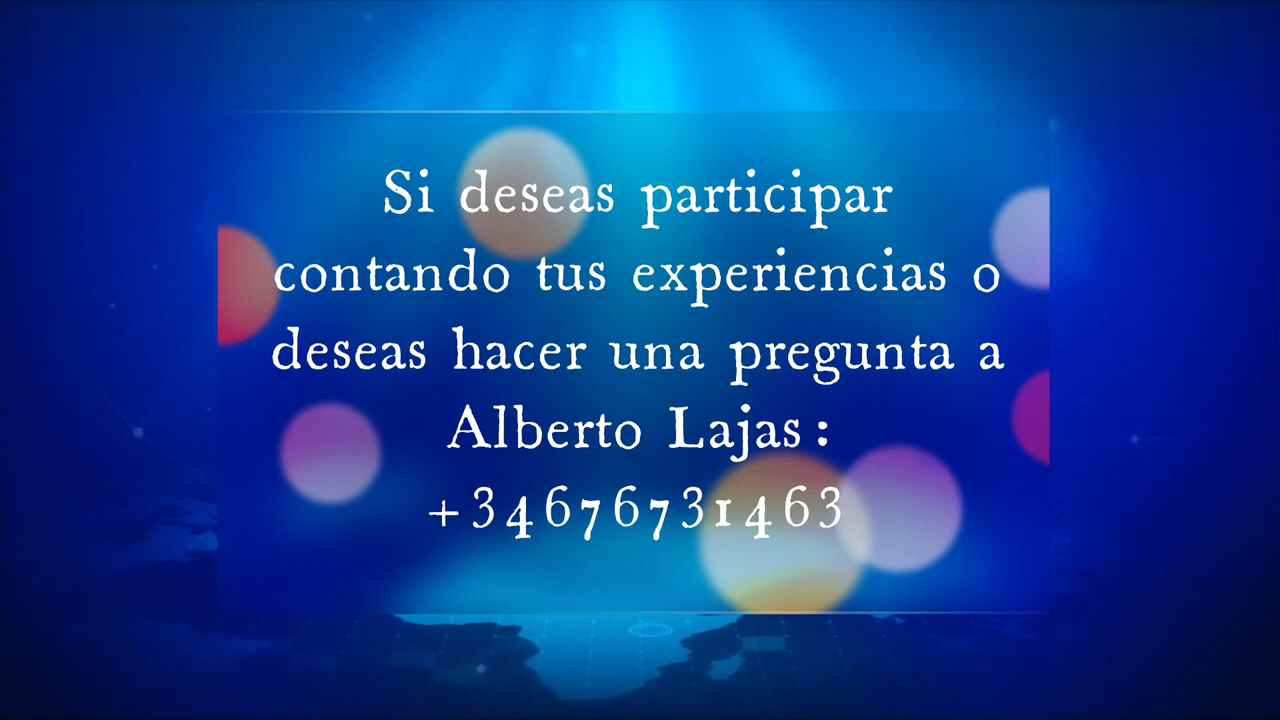 Si deseas participar
contando tus experiencias o
deseas hacer una pregunta a
Alberto Lajas:
+34676731463